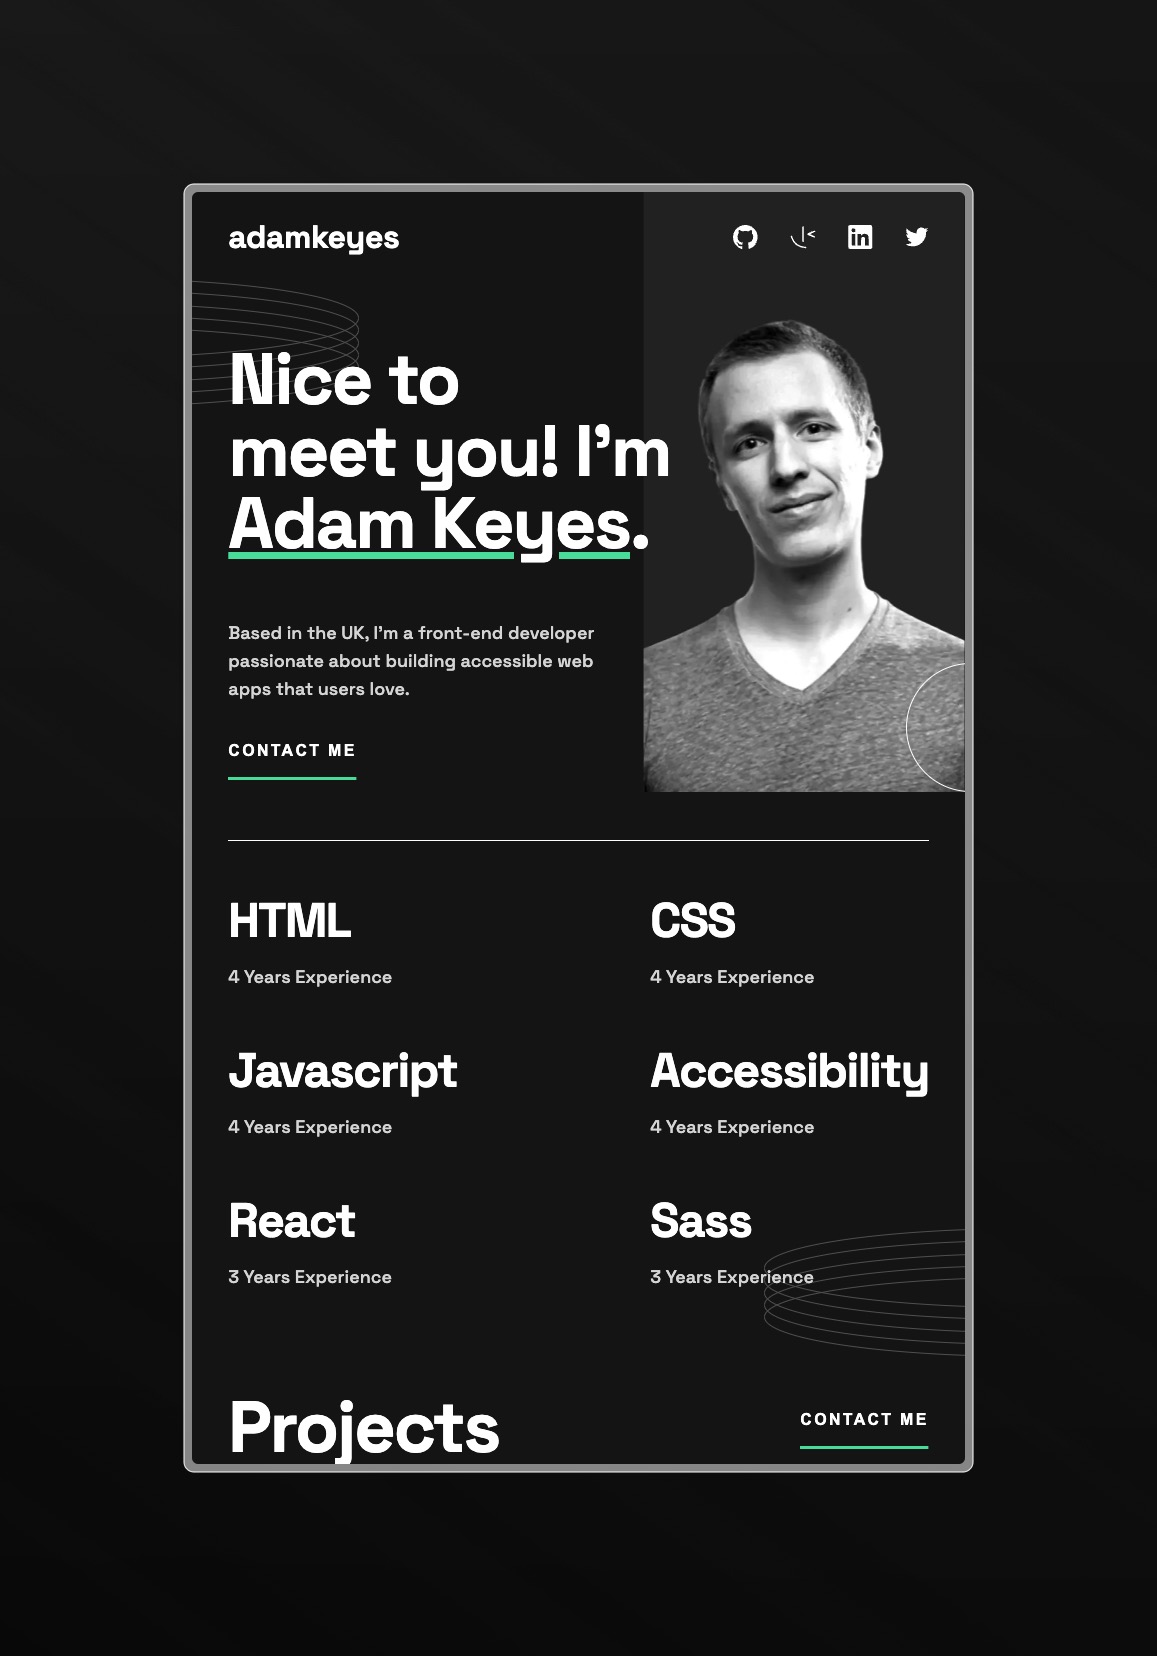 adamkeyes
Nice to
meet you! I’m
Adam Keyes.
Based in the UK, I’m a front-end developer
passionate about building accessible web
apps that users love.
CONTACT ME
HTML
4 Years Experience
CSS
4 Years Experience
Javascript
4 Years Experience
Accessibility
4 Years Experience
React
3 Years Experience
Sass
3 Years Experience
Projects
CONTACT ME